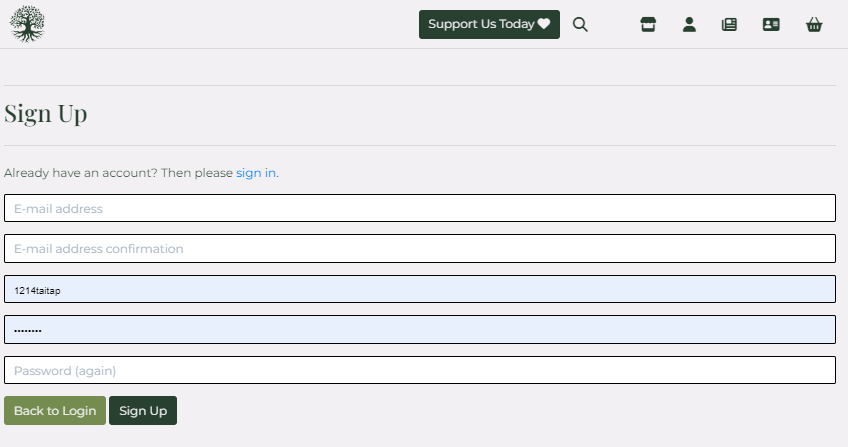 Support Us Today
Sign Up
Already have an account? Then please sign in.
E-mail address
E-mail address confirmation
1214taitap
••••••••
Password (again)
Back to Login Sign Up